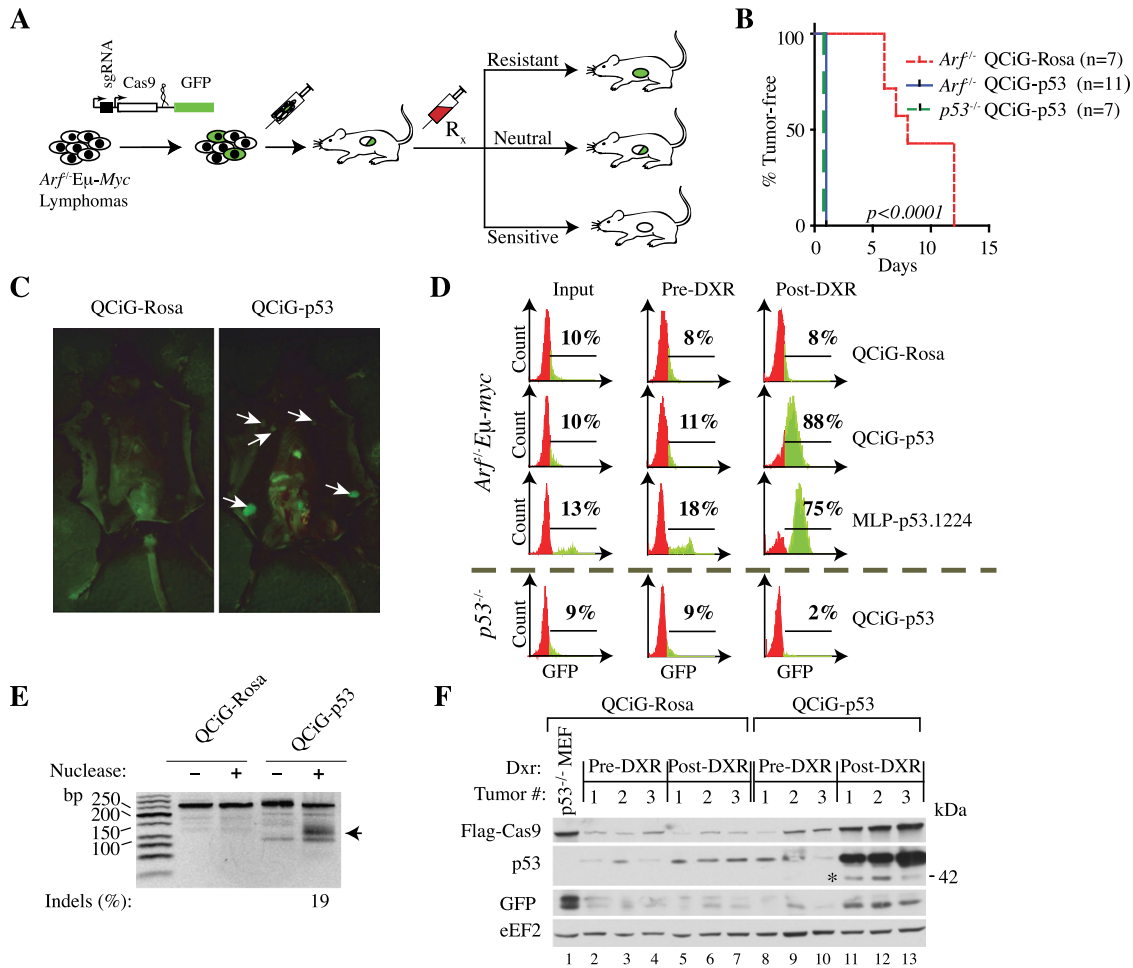 A
sgRNA
Cas9
GFP
Arf-/-Eμ-Myc
Lymphomas
Rx
Resistant
Neutral
Sensitive
B
% Tumor-free
100
50
0
0 5 10 15
Days
p<0.0001
Arf-/- QCiG-Rosa (n=7)
Arf-/- QCiG-p53 (n=11)
p53-/- QCiG-p53 (n=7)
C
QCiG-Rosa
QCiG-p53
D
Input Pre-DXR Post-DXR
Arf-/-Eμ-myc
Count 10% 8% 8% QCiG-Rosa
Count 10% 11% 88% QCiG-p53
Count 13% 18% 75% MLP-p53.1224
p53-/-
Count 9% 9% 2% QCiG-p53
GFP GFP GFP
E
QCiG-Rosa
QCiG-p53
Nuclease: – + – +
bp
250
200
150
100
Indels (%): 19
F
QCiG-Rosa QCiG-p53
p53-/- MEF
Dxr: Pre-DXR Post-DXR Pre-DXR Post-DXR
Tumor #: 1 2 3 1 2 3 1 2 3 1 2 3
kDa
Flag-Cas9
p53
*
- 42
GFP
eEF2
1 2 3 4 5 6 7 8 9 10 11 12 13